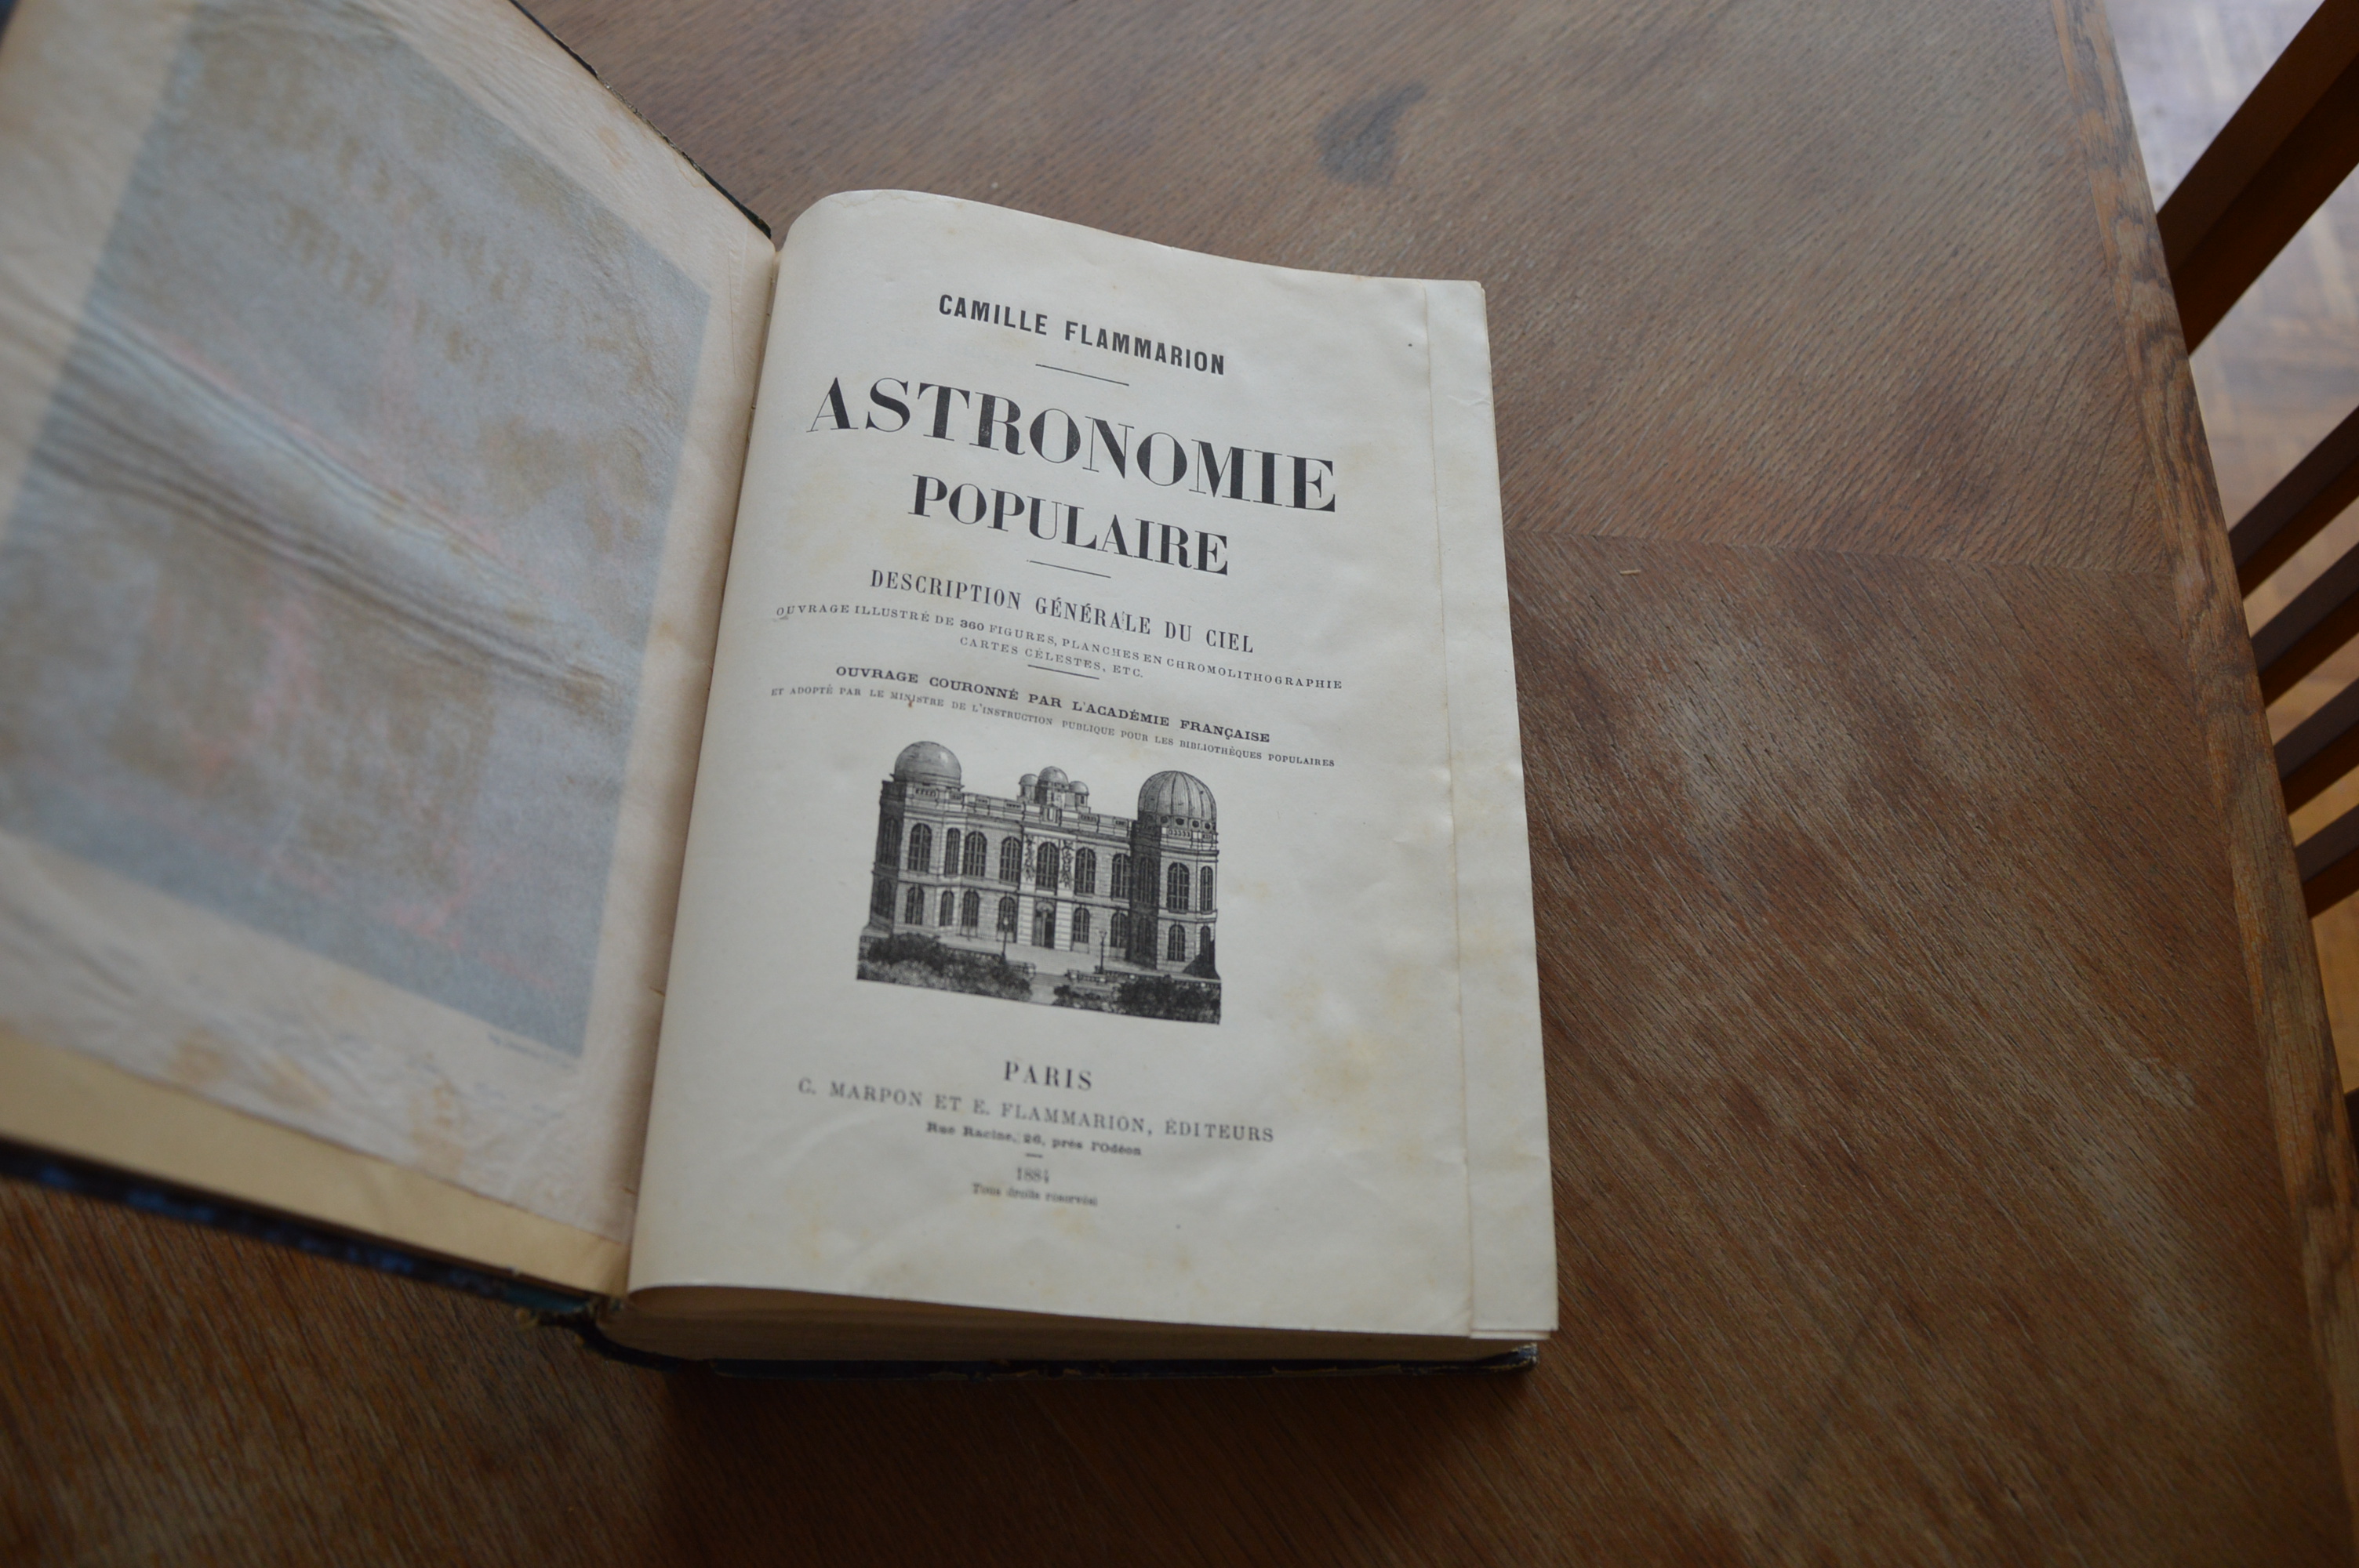 CAMILLE FLAMMARION
ASTRONOMIE
POPULAIRE
DESCRIPTION GÉNÉRALE DU CIEL
OUVRAGE ILLUSTRÉ DE 360 FIGURES, PLANCHES EN CHROMOLITHOGRAPHIE
CARTES CÉLESTES, ETC.
OUVRAGE COURONNÉ PAR L'ACADÉMIE FRANÇAISE
ET ADOPTÉ PAR LE MINISTRE DE L'INSTRUCTION PUBLIQUE POUR LES BIBLIOTHÈQUES POPULAIRES
PARIS
C. MARPON ET E. FLAMMARION, ÉDITEURS
Rue Racine, 26, près l'Odéon
1884
Tous droits réservés